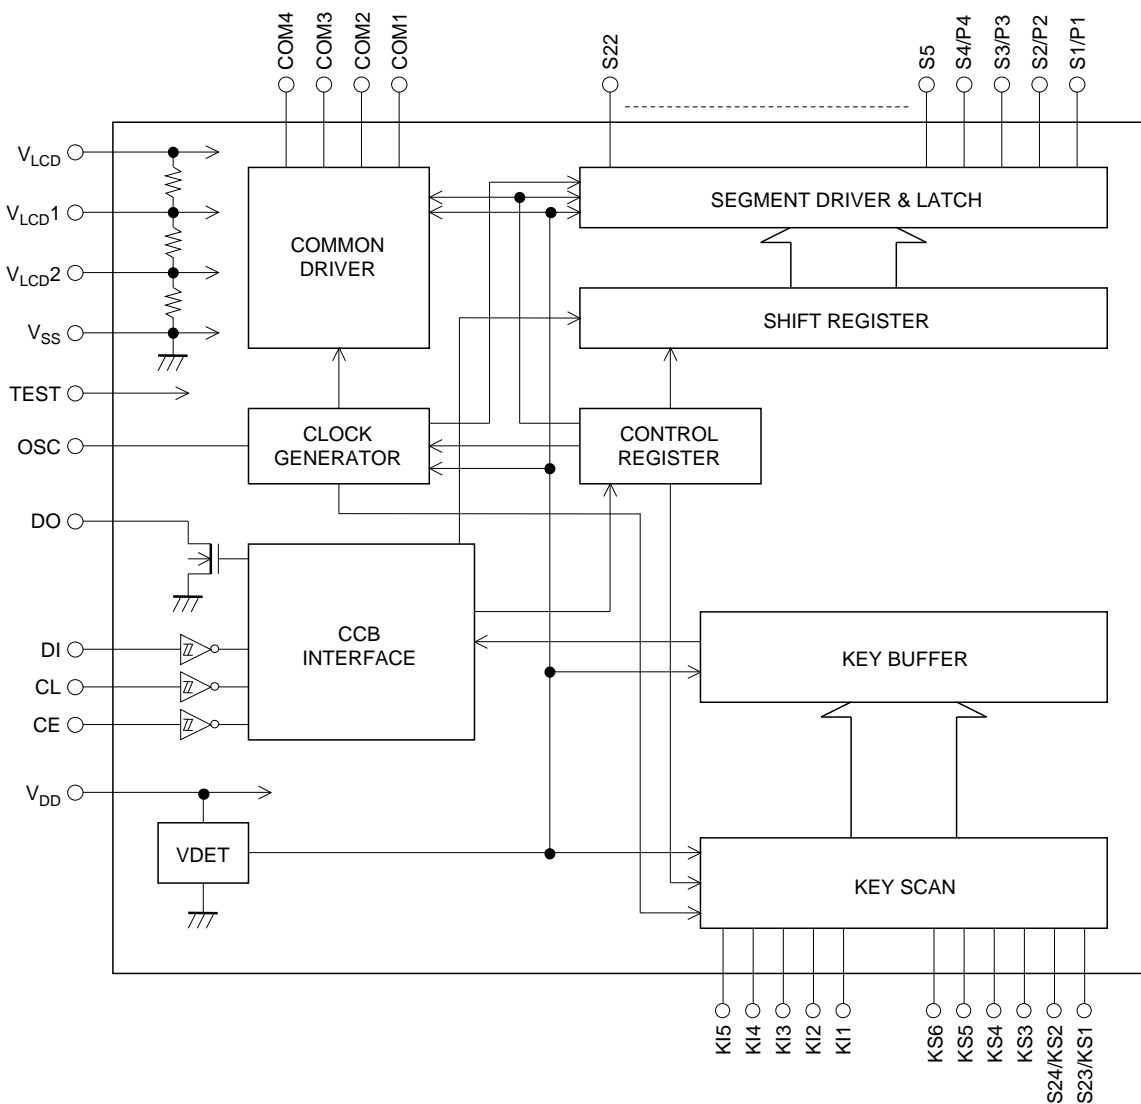 COM4
COM3
COM2
COM1
S22
S5
S4/P4
S3/P3
S2/P2
S1/P1
VLCD
VLCD1
VLCD2
VSS
TEST
OSC
DO
DI
CL
CE
VDD
COMMON
DRIVER
SEGMENT DRIVER & LATCH
SHIFT REGISTER
CLOCK
GENERATOR
CONTROL
REGISTER
CCB
INTERFACE
KEY BUFFER
VDET
KEY SCAN
KI5
KI4
KI3
KI2
KI1
KS6
KS5
KS4
KS3
S24/KS2
S23/KS1